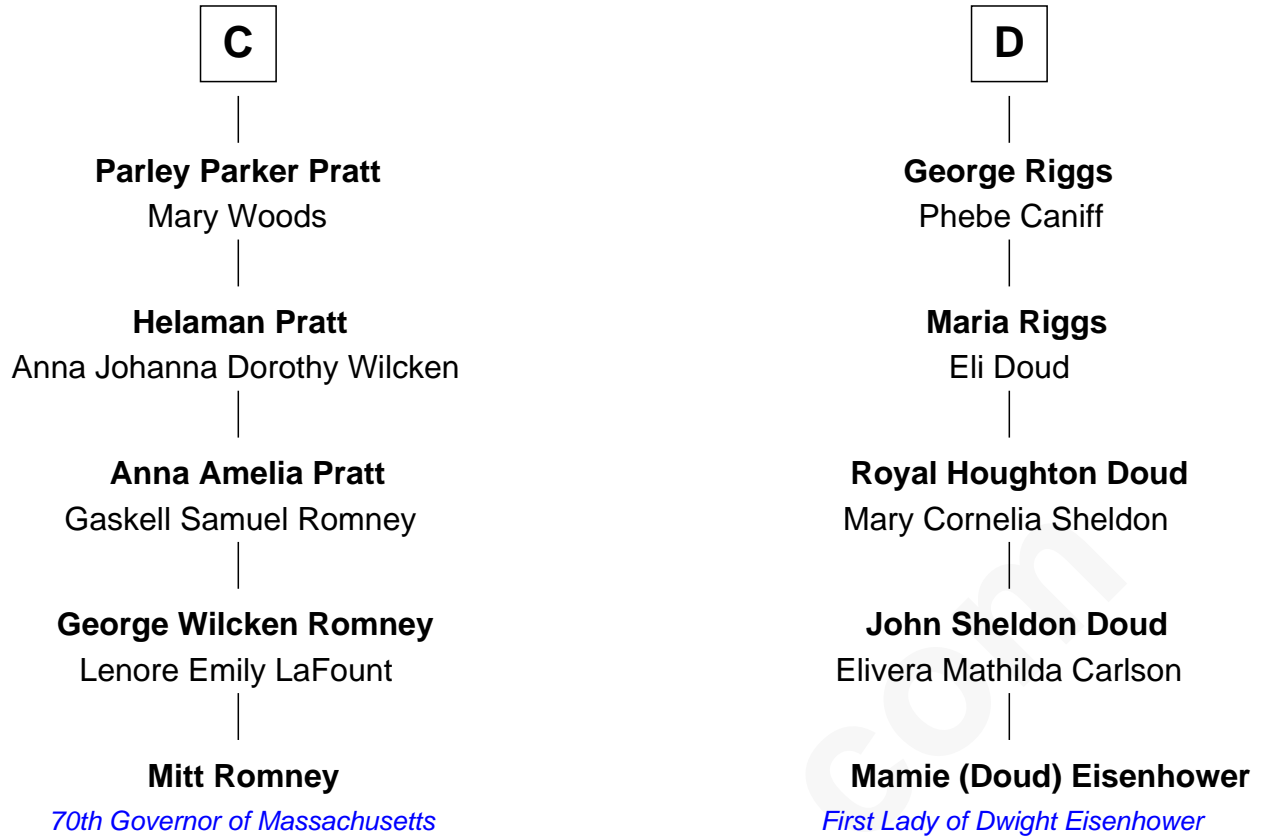 C
Parley Parker Pratt
Mary Woods
Helaman Pratt
Anna Johanna Dorothy Wilcken
Anna Amelia Pratt
Gaskell Samuel Romney
George Wilcken Romney
Lenore Emily LaFount
Mitt Romney
70th Governor of Massachusetts
D
George Riggs
Phebe Caniff
Maria Riggs
Eli Doud
Royal Houghton Doud
Mary Cornelia Sheldon
John Sheldon Doud
Elivera Mathilda Carlson
Mamie (Doud) Eisenhower
First Lady of Dwight Eisenhower
com